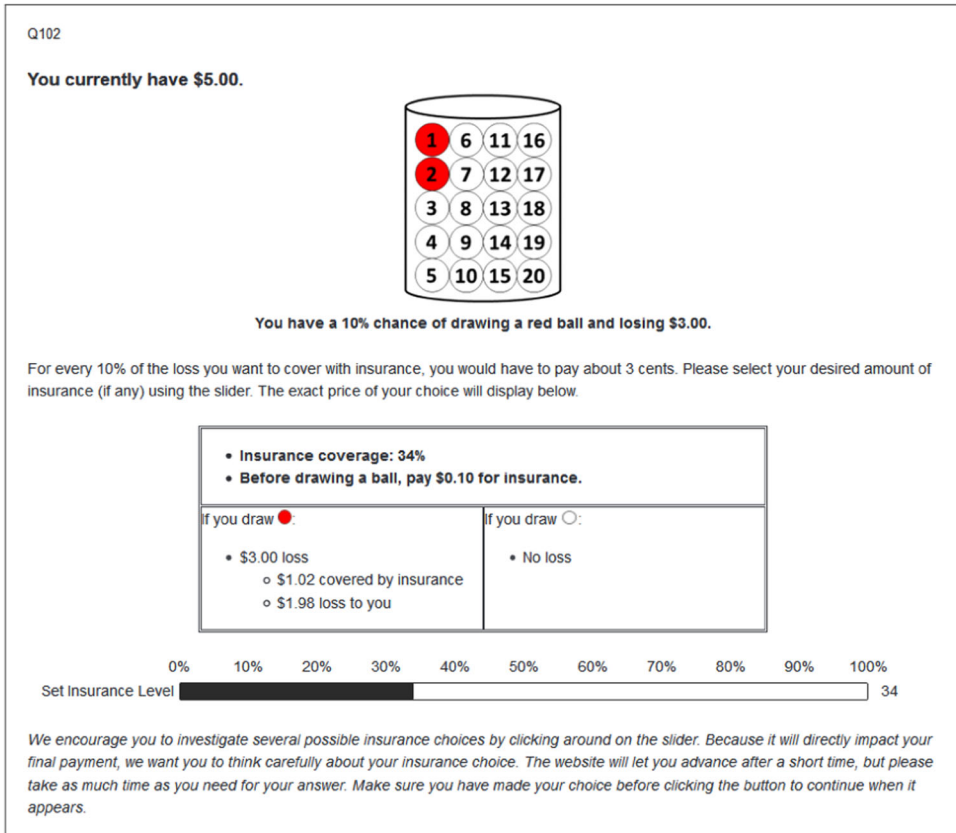 Q102
You currently have $5.00.
1 6 11 16
2 7 12 17
3 8 13 18
4 9 14 19
5 10 15 20
You have a 10% chance of drawing a red ball and losing $3.00.
For every 10% of the loss you want to cover with insurance, you would have to pay about 3 cents. Please select your desired amount of
insurance (if any) using the slider. The exact price of your choice will display below.
• Insurance coverage: 34%
• Before drawing a ball, pay $0.10 for insurance.
If you draw : If you draw :
• $3.00 loss • No loss
$1.02 covered by insurance
$1.98 loss to you
0% 10% 20% 30% 40% 50% 60% 70% 80% 90% 100%
Set Insurance Level 34
We encourage you to investigate several possible insurance choices by clicking around on the slider. Because it will directly impact your
final payment, we want you to think carefully about your insurance choice. The website will let you advance after a short time, but please
take as much time as you need for your answer. Make sure you have made your choice before clicking the button to continue when it
appears.